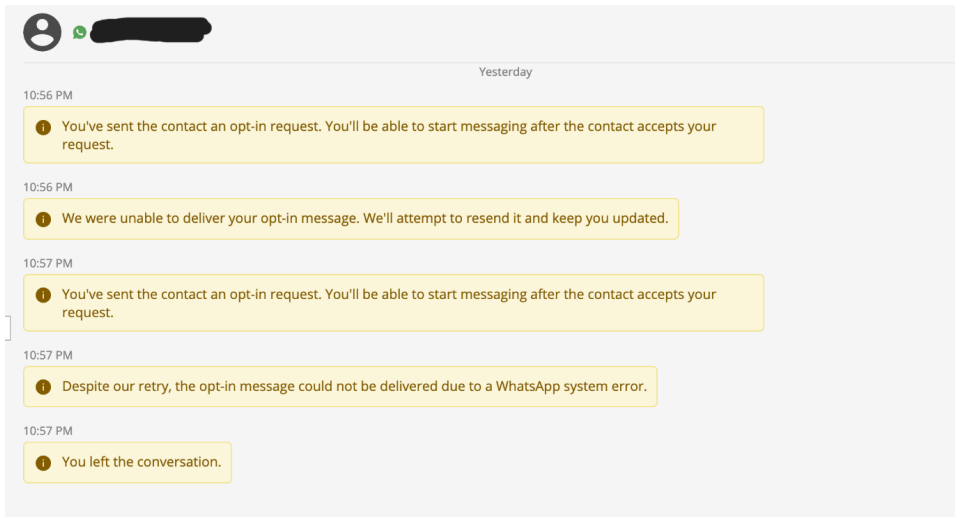 Yesterday
10:56 PM
You've sent the contact an opt-in request. You'll be able to start messaging after the contact accepts your
request.
10:56 PM
We were unable to deliver your opt-in message. We'll attempt to resend it and keep you updated.
10:57 PM
You've sent the contact an opt-in request. You'll be able to start messaging after the contact accepts your
request.
10:57 PM
Despite our retry, the opt-in message could not be delivered due to a WhatsApp system error.
10:57 PM
You left the conversation.